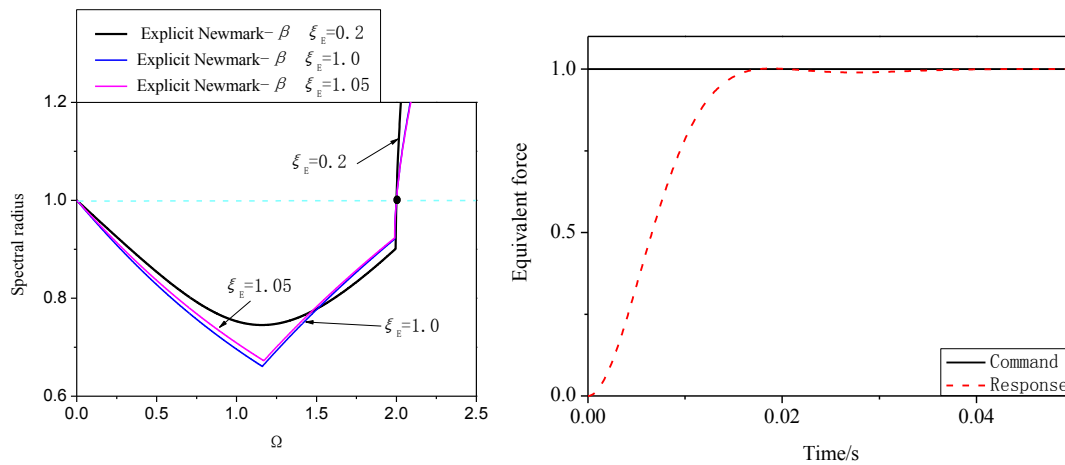 Explicit Newmark-β ξE=0.2
Explicit Newmark-β ξE=1.0
Explicit Newmark-β ξE=1.05
1.2
1.0
0.8
0.6
Spectral radius
ξE=0.2
ξE=1.05
ξE=1.0
0.0 0.5 1.0 1.5 2.0 2.5
Ω
1.0
0.5
0.0
Equivalent force
Command
Response
0.00 0.02 0.04
Time/s